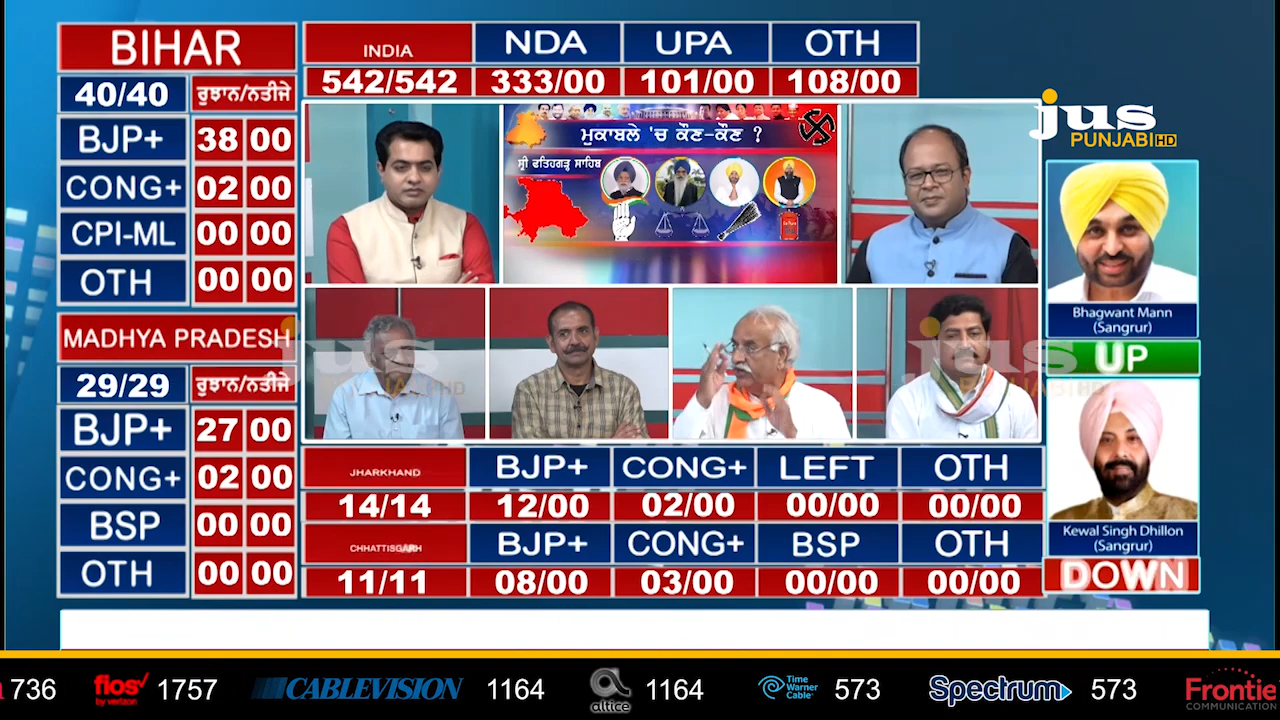 BIHAR
40/40 ਰੁਝਾਨ/ਨਤੀਜੇ
BJP+ 38 00
CONG+ 02 00
CPI-ML 00 00
OTH 00 00
MADHYA PRADESH
29/29 ਰੁਝਾਨ/ਨਤੀਜੇ
BJP+ 27 00
CONG+ 02 00
BSP 00 00
OTH 00 00
INDIA NDA UPA OTH
542/542 333/00 101/00 108/00
ਮੁਕਾਬਲੇ 'ਚ ਕੌਣ-ਕੌਣ ?
ਸ੍ਰੀ ਫਤਿਹਗੜ੍ਹ ਸਾਹਿਬ
jus
PUNJABI HD
Bhagwant Mann
(Sangrur)
UP
Kewal Singh Dhillon
(Sangrur)
DOWN
JHARKHAND BJP+ CONG+ LEFT OTH
14/14 12/00 02/00 00/00 00/00
CHHATTISGARH BJP+ CONG+ BSP OTH
11/11 08/00 03/00 00/00 00/00
736 fios by verizon 1757 CABLEVISION 1164 altice 1164 Time Warner Cable 573 Spectrum 573 Frontie
COMMUNICATION